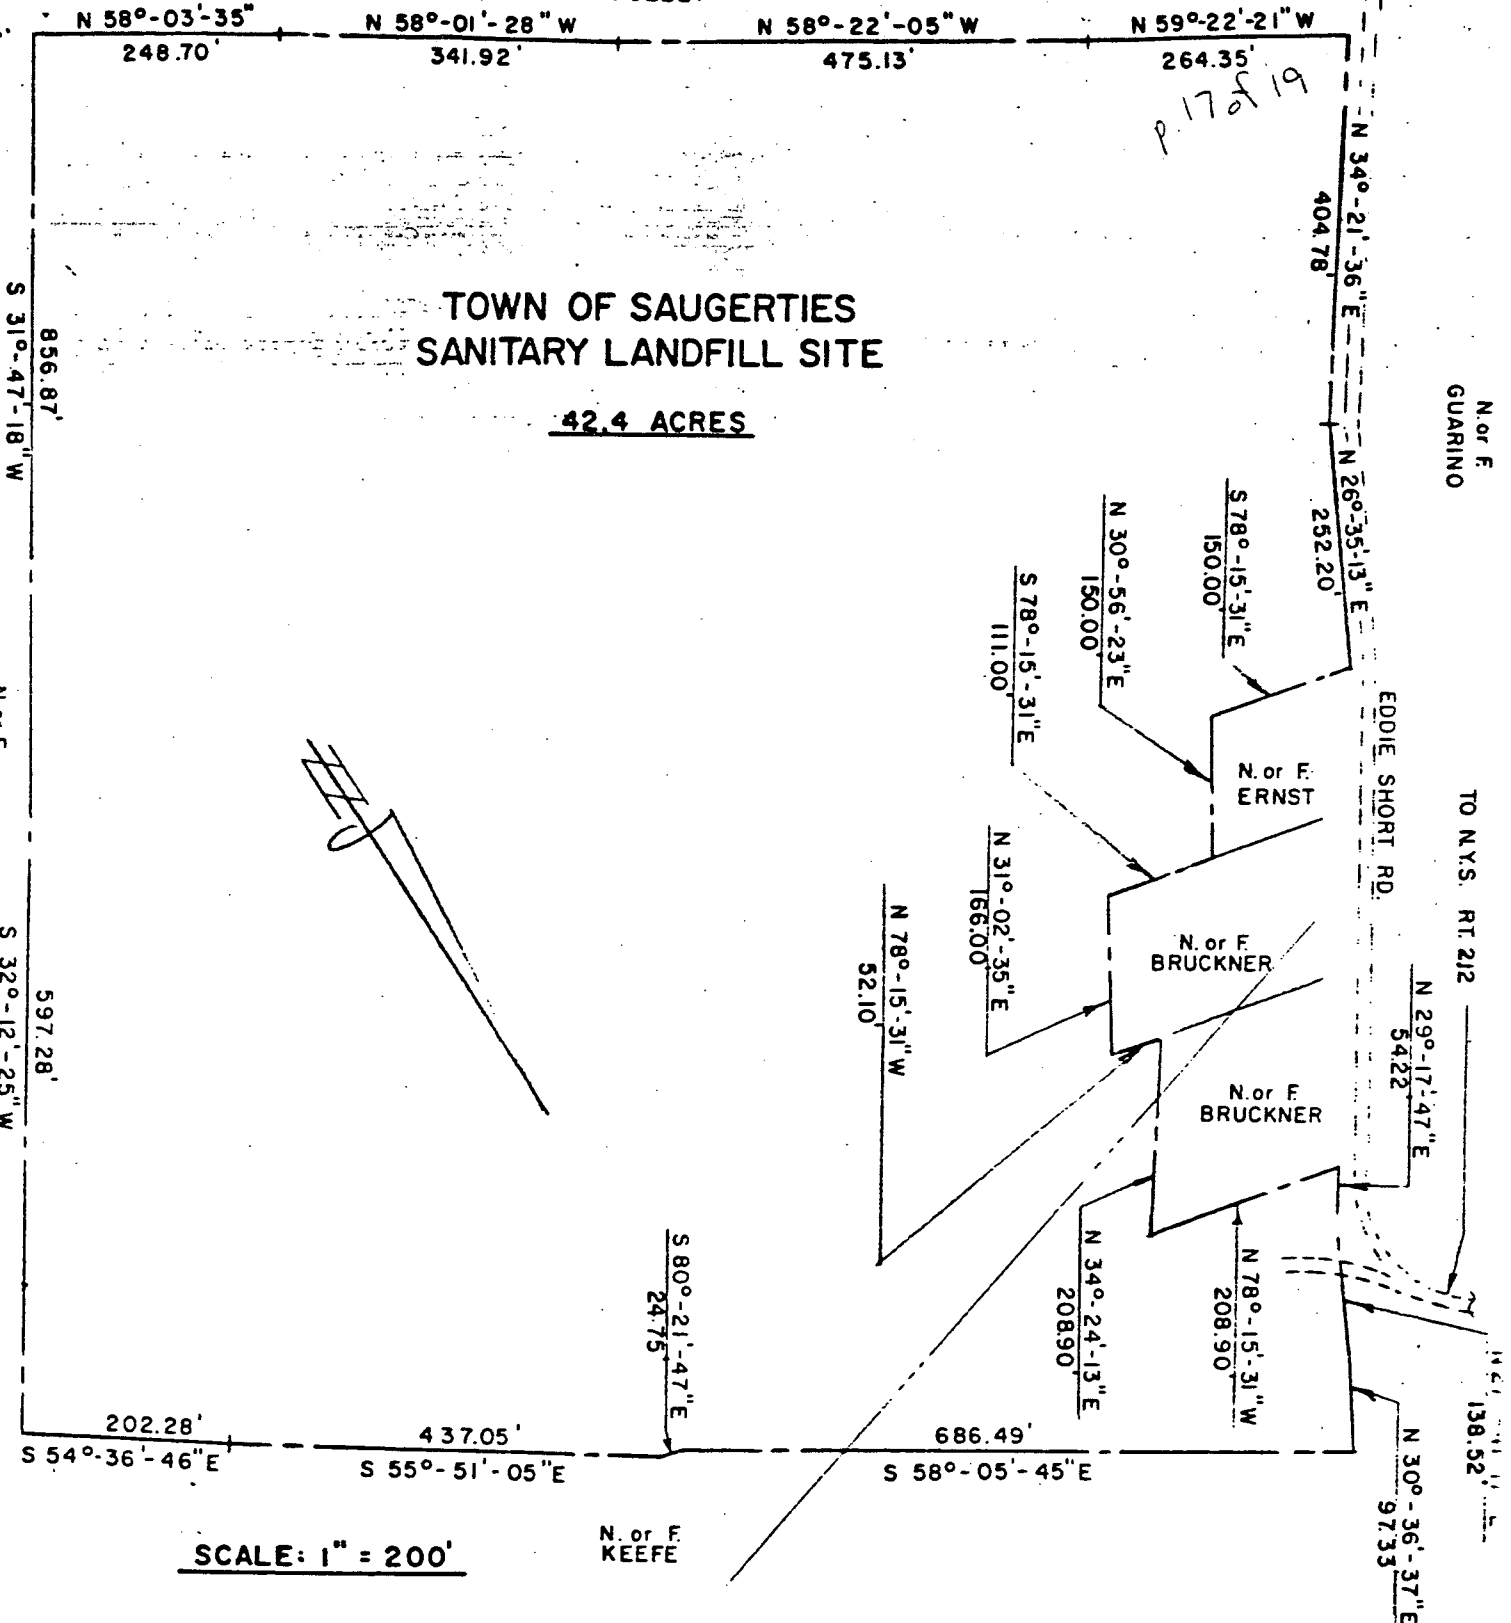 N 58°-03'-35"
248.70'
N 58°-01'-28" W
341.92'
N 58°-22'-05" W
475.13'
N 59°-22'-21" W
264.35'
p. 17 of 19
N 34°-21'-36" E
404.78'
TOWN OF SAUGERTIES
SANITARY LANDFILL SITE
42.4 ACRES
S 31°-47'-18" W
856.87'
N 26°-35'-13" E
252.20'
N. or F.
GUARINO
S 78°-15'-31" E
150.00'
N 30°-56'-23" E
150.00'
S 78°-15'-31" E
111.00'
N. or F.
ERNST
EDDIE SHORT RD.
TO N.Y.S. RT. 212
N 31°-02'-35" E
166.00'
N 78°-15'-31" W
52.10'
N. or F.
BRUCKNER
N. or F.
BRUCKNER
N 29°-17'-47" E
54.22'
S 32°-12'-25" W
597.28'
S 80°-21'-47" E
24.75
N 34°-24'-13" E
208.90'
N 78°-15'-31" W
208.90'
138.52'
N 30°-36'-37" E
97.33
202.28'
S 54°-36'-46" E
437.05'
S 55°-51'-05" E
686.49'
S 58°-05'-45" E
N. or F.
KEEFE
SCALE: 1" = 200'